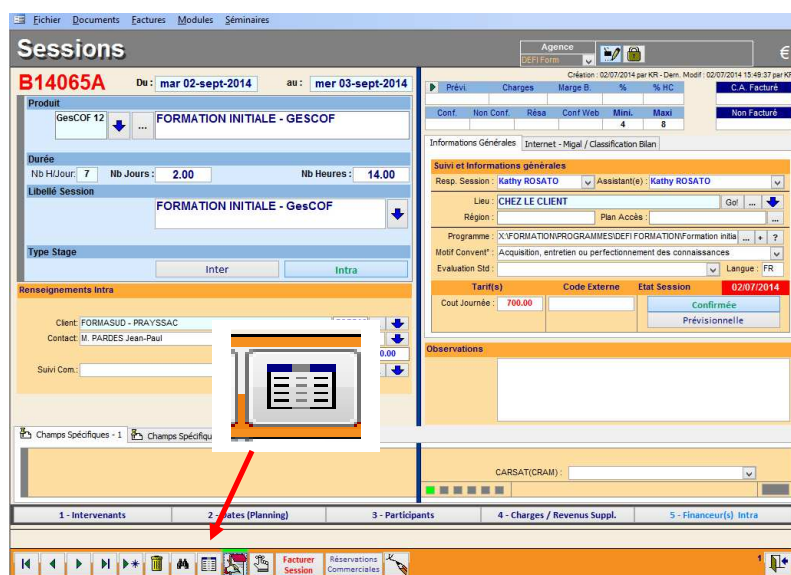 Eichier Documents Factures Modules Séminaires
Sessions
Agence
DEFI Form
€
B14065A Du : mar 02-sept-2014 au : mer 03-sept-2014
Création : 02/07/2014 par KR - Dern. Modif : 02/07/2014 15:49:37 par KR
Prévi. Charges Marge B. % % HC C.A. Facturé
Produit
GesCOF 12 ... FORMATION INITIALE - GESCOF
Conf. Non Conf. Résa Conf Web Mini. Maxi Non Facturé
4 8
Informations Générales Internet - Migal / Classification Bilan
Durée
Nb H/Jour: 7 Nb Jours : 2.00 Nb Heures : 14.00
Suivi et Informations générales
Resp. Session : Kathy ROSATO Assistant(e) : Kathy ROSATO
Libellé Session
FORMATION INITIALE - GesCOF
Lieu : CHEZ LE CLIENT Go! ...
Région : Plan Accès : ...
Programme : X:\FORMATION\PROGRAMMES\DEFI FORMATION\Formation initia ... + ?
Motif Convent° : Acquisition, entretien ou perfectionnement des connaissances
Evaluation Std : Langue : FR
Type Stage
Inter Intra
Tarif(s) Code Externe Etat Session 02/07/2014
Cout Journée : 700.00 Confirmée
Prévisionnelle
Renseignements Intra
Client: FORMASUD - PRAYSSAC
Contact: M. PARDES Jean-Paul
0.00
Suivi Com.:
Observations
Champs Spécifiques - 1 Champs Spécifiqu
CARSAT(CRAM) :
1 - Intervenants 2 - Dates (Planning) 3 - Participants 4 - Charges / Revenus Suppl. 5 - Financeur(s) Intra
Facturer Session
Réservations Commerciales
1